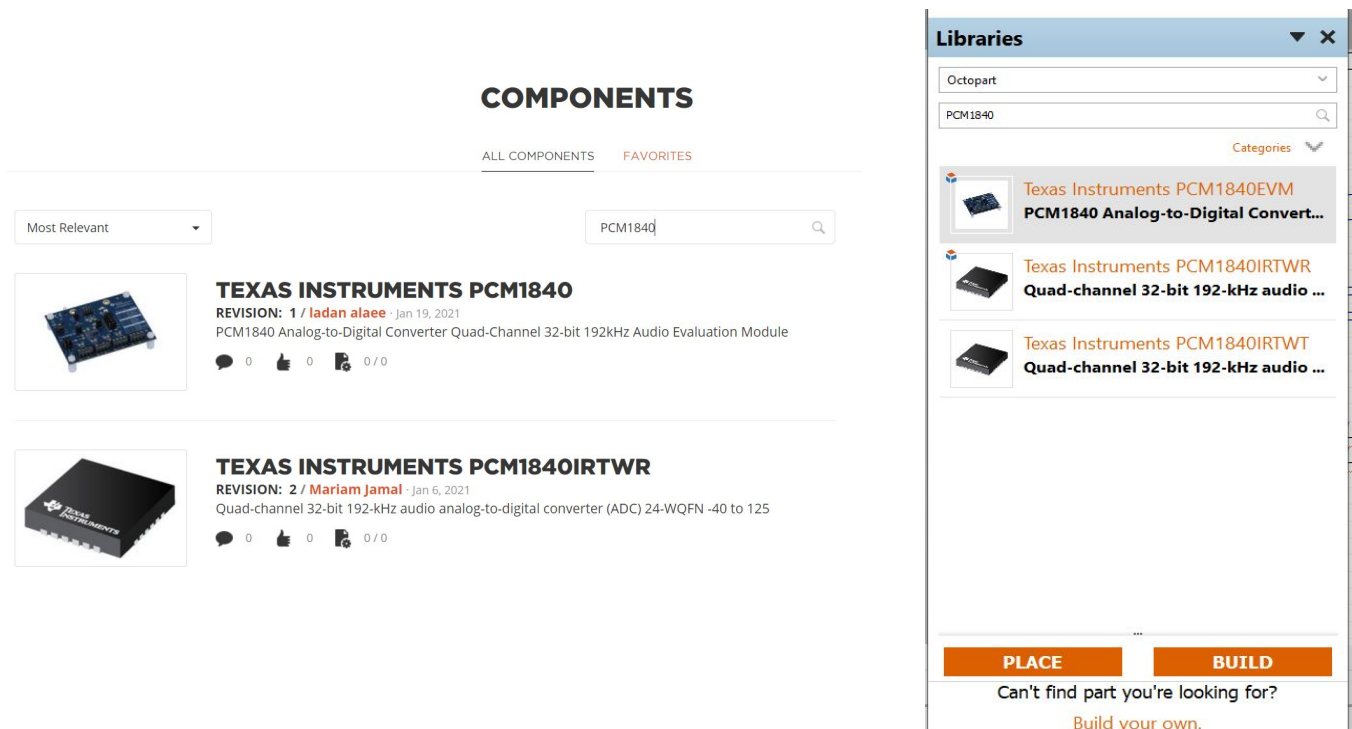 COMPONENTS
ALL COMPONENTS FAVORITES
Most Relevant
PCM1840
TEXAS INSTRUMENTS PCM1840
REVISION: 1 / ladan alaee · Jan 19, 2021
PCM1840 Analog-to-Digital Converter Quad-Channel 32-bit 192kHz Audio Evaluation Module
0 0 0 / 0
TEXAS INSTRUMENTS
TEXAS INSTRUMENTS PCM1840IRTWR
REVISION: 2 / Mariam Jamal · Jan 6, 2021
Quad-channel 32-bit 192-kHz audio analog-to-digital converter (ADC) 24-WQFN -40 to 125
0 0 0 / 0
Libraries
Octopart
PCM1840
Categories
Texas Instruments PCM1840EVM
PCM1840 Analog-to-Digital Convert...
Texas Instruments PCM1840IRTWR
Quad-channel 32-bit 192-kHz audio ...
Texas Instruments PCM1840IRTWT
Quad-channel 32-bit 192-kHz audio ...
...
PLACE BUILD
Can't find part you're looking for?
Build your own.